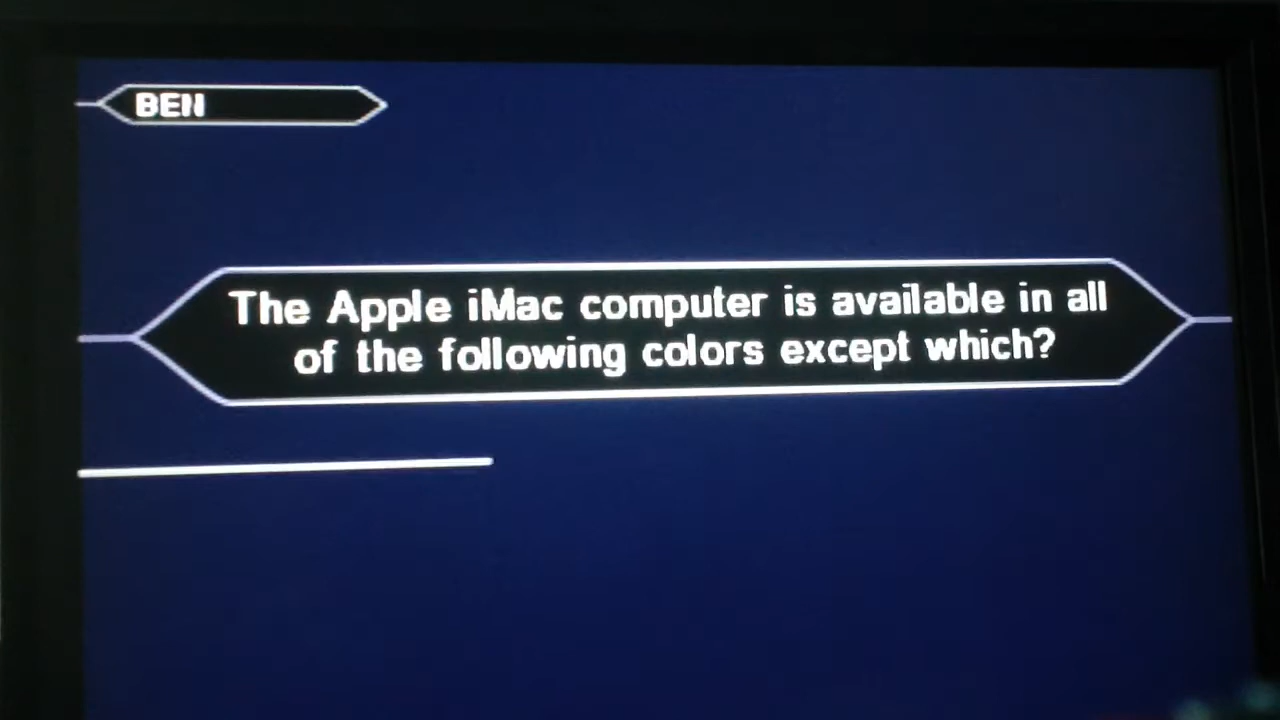 BEN
The Apple iMac computer is available in all
of the following colors except which?